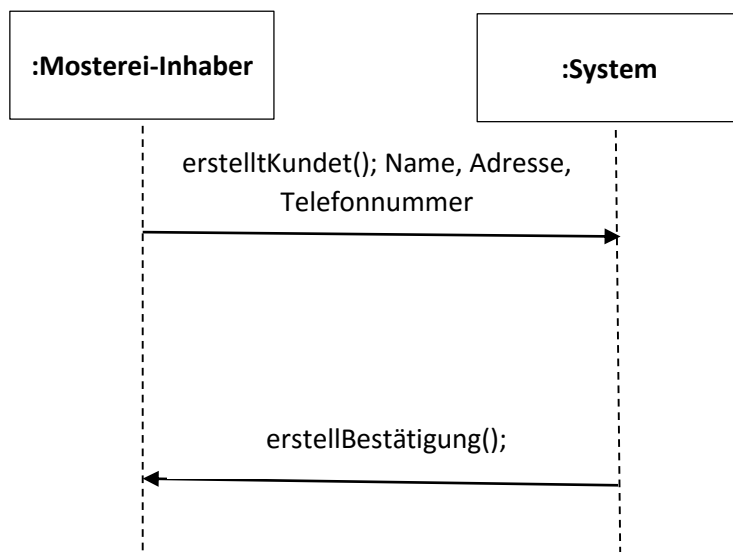 :Mosterei-Inhaber
:System
erstelltKundet(); Name, Adresse,
Telefonnummer
erstellBestätigung();